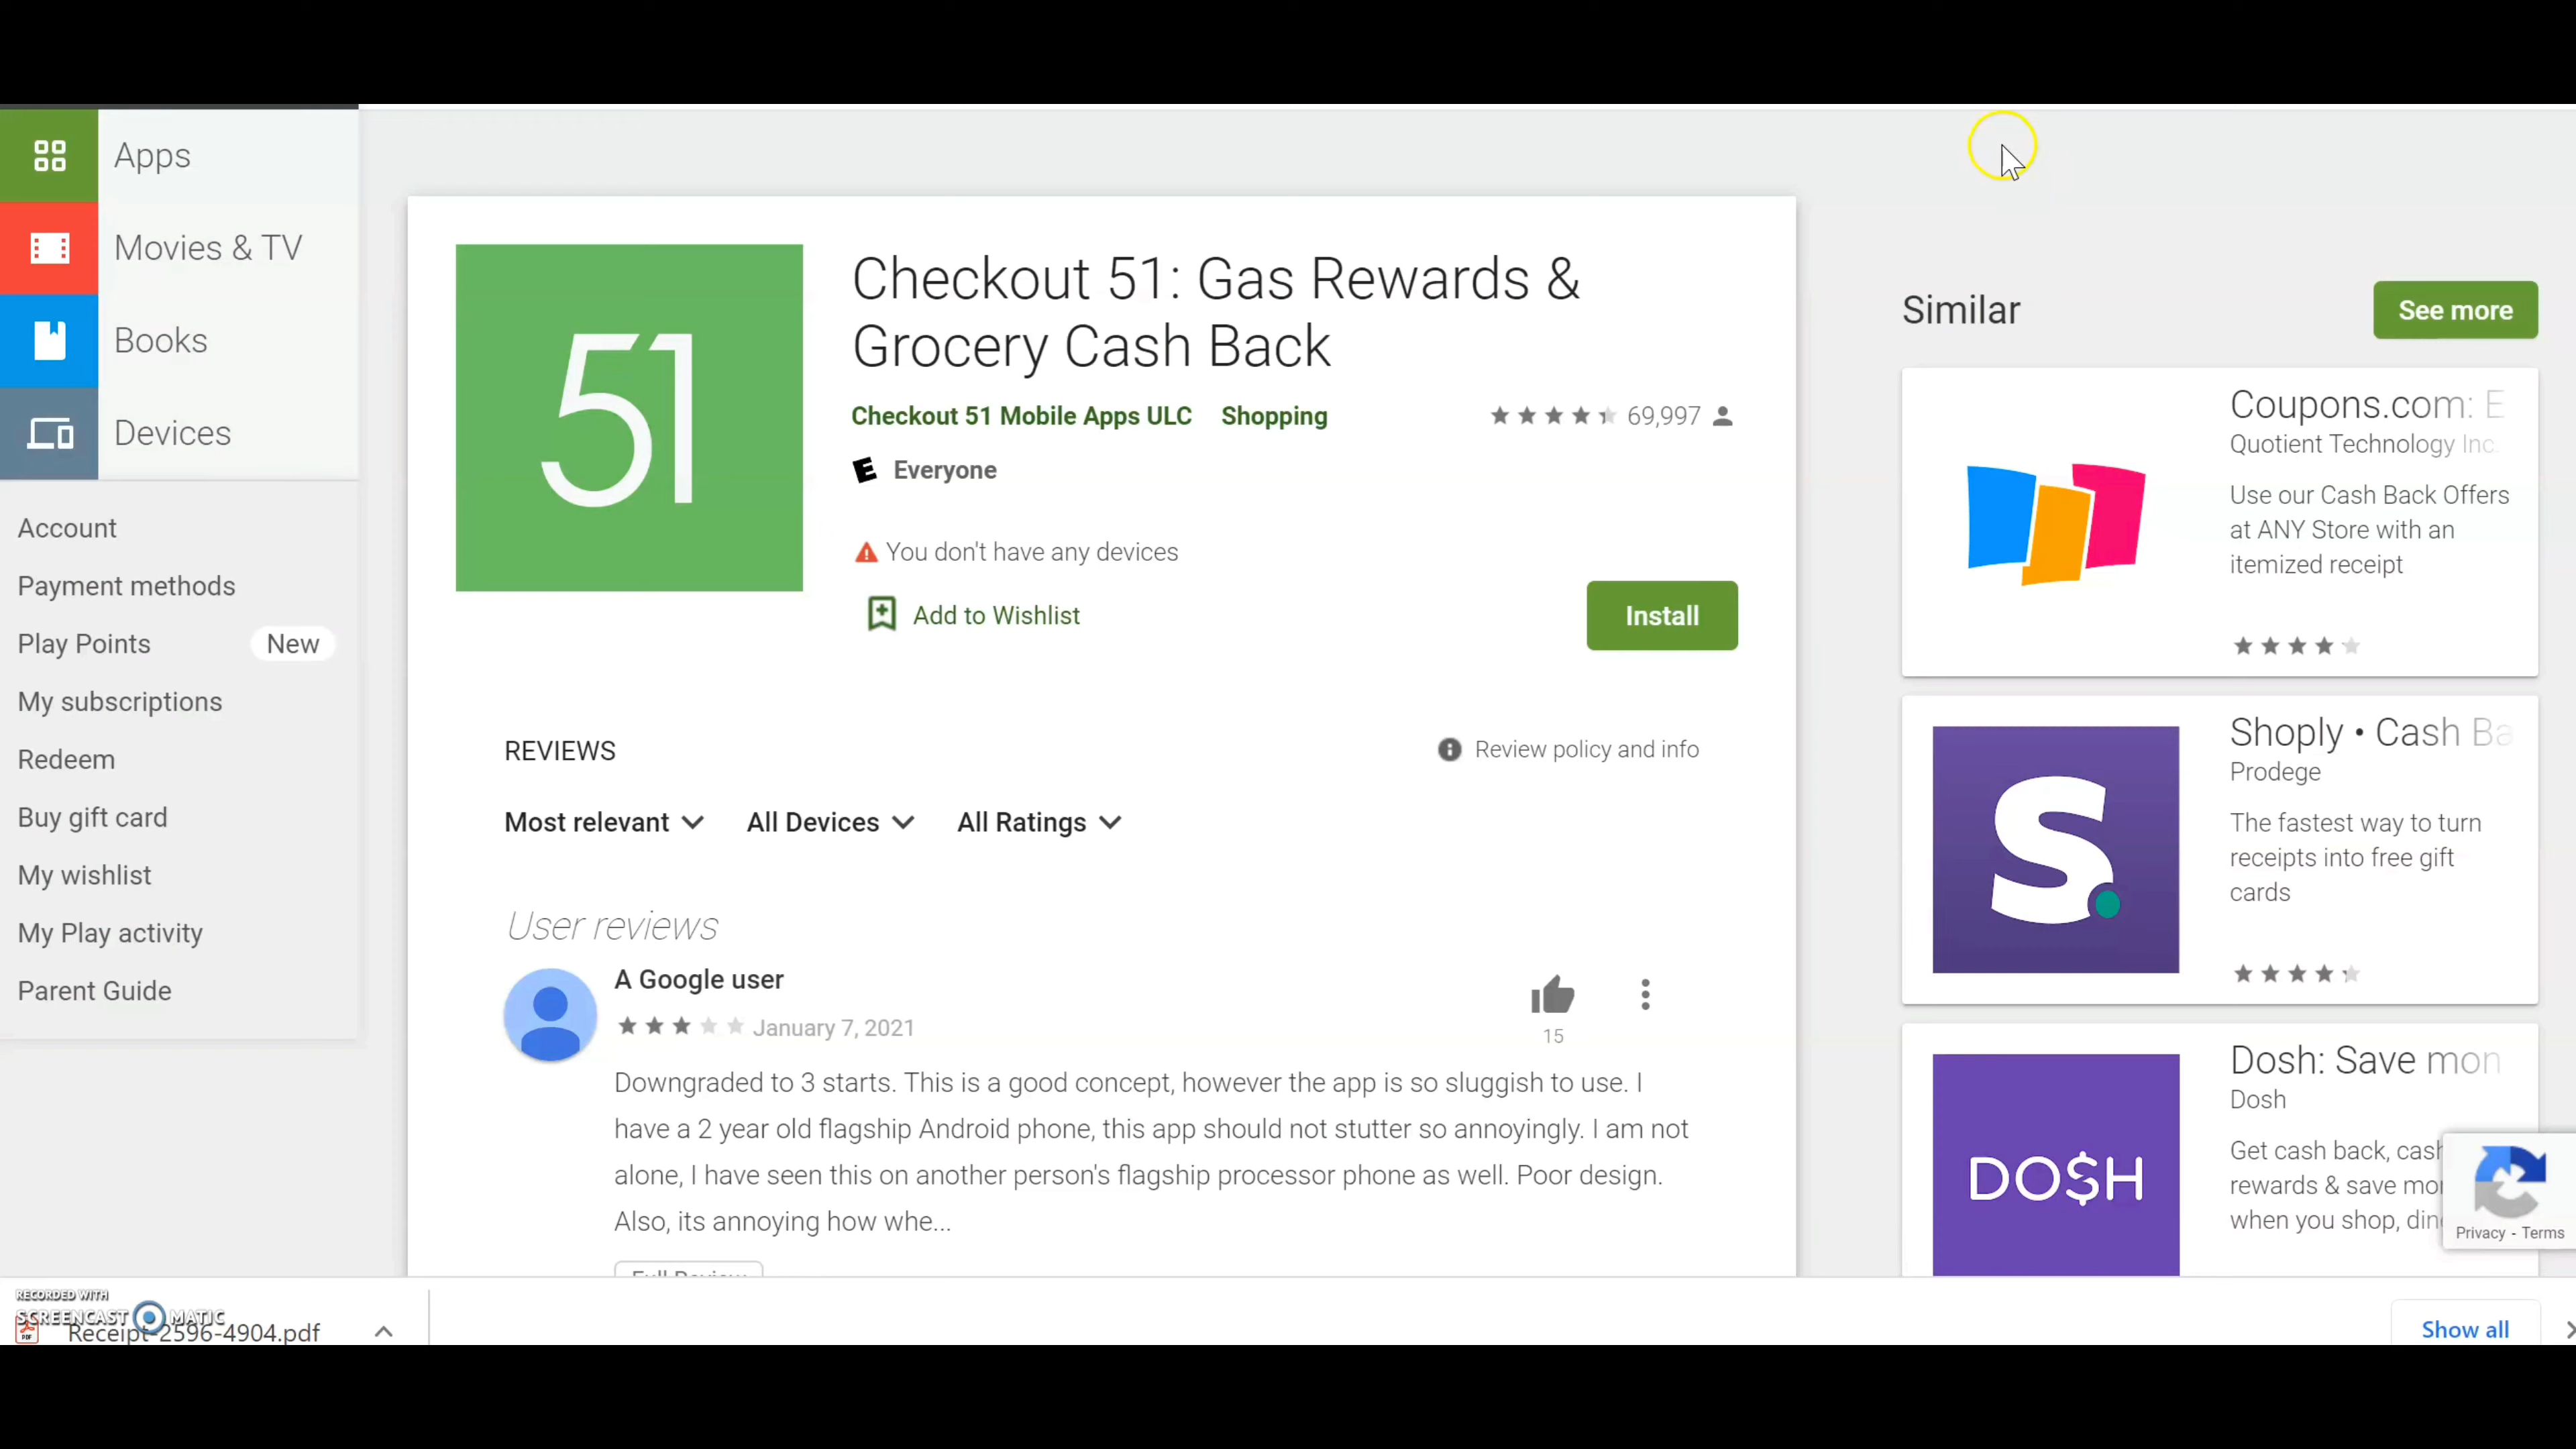 Apps
Movies & TV
Books
Devices
Account
Payment methods
Play Points New
My subscriptions
Redeem
Buy gift card
My wishlist
My Play activity
Parent Guide
51
Checkout 51: Gas Rewards &
Grocery Cash Back
Checkout 51 Mobile Apps ULC Shopping 69,997
E Everyone
You don't have any devices
Add to Wishlist
Install
REVIEWS
Review policy and info
Most relevant All Devices All Ratings
User reviews
A Google user
January 7, 2021
15
Downgraded to 3 starts. This is a good concept, however the app is so sluggish to use. I
have a 2 year old flagship Android phone, this app should not stutter so annoyingly. I am not
alone, I have seen this on another person's flagship processor phone as well. Poor design.
Also, its annoying how whe...
Full Review
Similar
See more
Coupons.com: E
Quotient Technology Inc.
Use our Cash Back Offers
at ANY Store with an
itemized receipt
S.
Shoply • Cash Ba
Prodege
The fastest way to turn
receipts into free gift
cards
DO$H
Dosh: Save mon
Dosh
Get cash back, cash
rewards & save mo
when you shop, din
Privacy - Terms
RECORDED WITH
SCREENCAST MATIC
PDF
Receipt-2596-4904.pdf
Show all